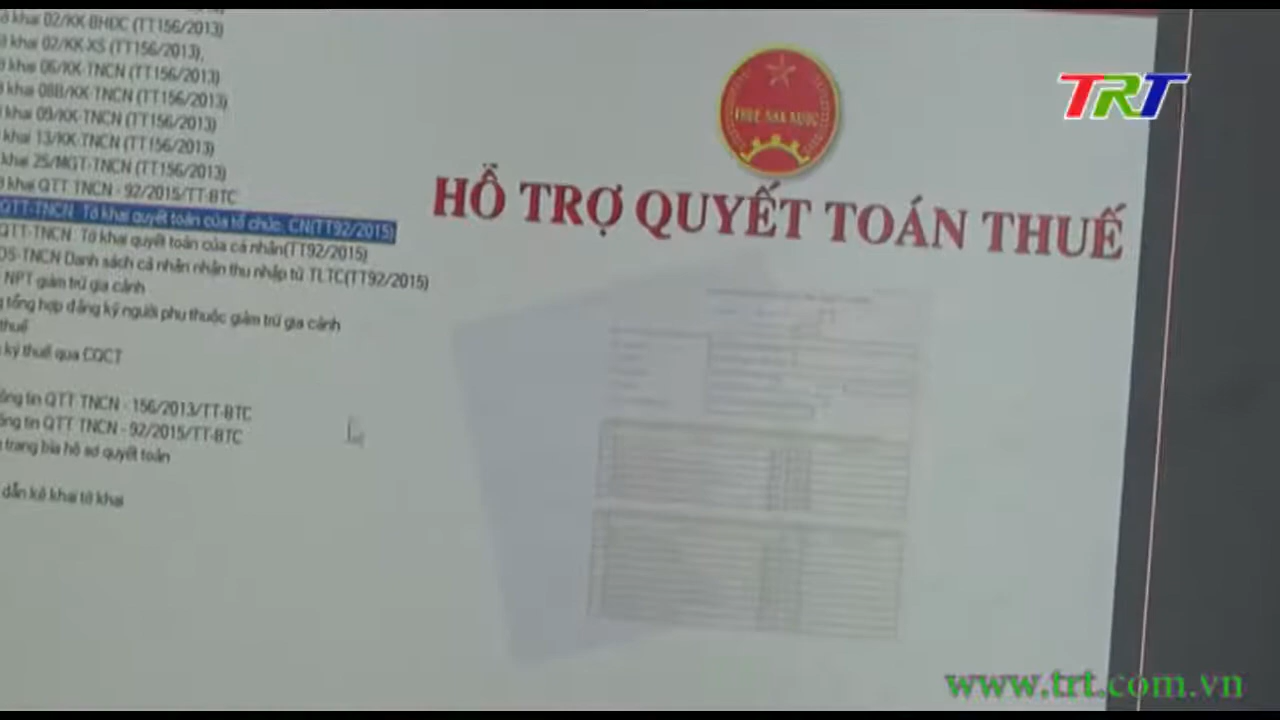 khai 02/KK-BHĐC (TT156/2013)
khai 02/KK-XS (TT156/2013),
khai 06/KK-TNCN (TT156/2013)
khai 08B/KK-TNCN (TT156/2013)
khai 09/KK-TNCN (TT156/2013)
khai 13/KK-TNCN (TT156/2013)
khai 25/MGT-TNCN (TT156/2013)
khai QTT TNCN - 92/2015/TT-BTC
QTT-TNCN Tờ khai quyết toán của tổ chức, CN(TT92/2015)
QTT-TNCN Tờ khai quyết toán của cá nhân(TT92/2015)
05-TNCN Danh sách cá nhân nhận thu nhập từ TLTC(TT92/2015)
NPT giảm trừ gia cảnh
tổng hợp đăng ký người phụ thuộc giảm trừ gia cảnh
thuế
ký thuế qua CQCT
tin QTT TNCN - 156/2013/TT-BTC
tin QTT TNCN - 92/2015/TT-BTC
trang bìa hồ sơ quyết toán
dẫn kê khai tờ khai
THUẾ NHÀ NƯỚC
HỖ TRỢ QUYẾT TOÁN THUẾ
TRT
www.trt.com.vn